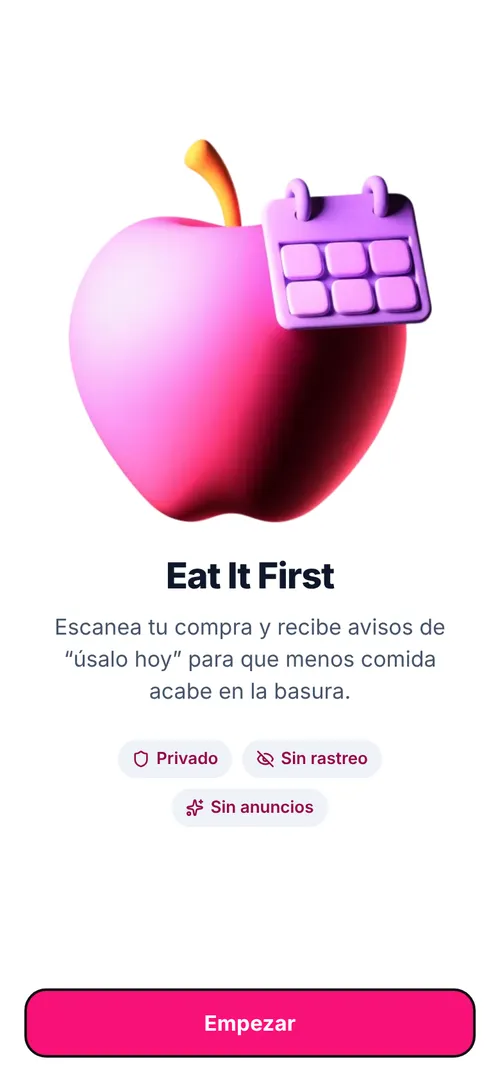 Eat It First
Escanea tu compra y recibe avisos de
“úsalo hoy” para que menos comida
acabe en la basura.
Privado
Sin rastreo
Sin anuncios
Empezar